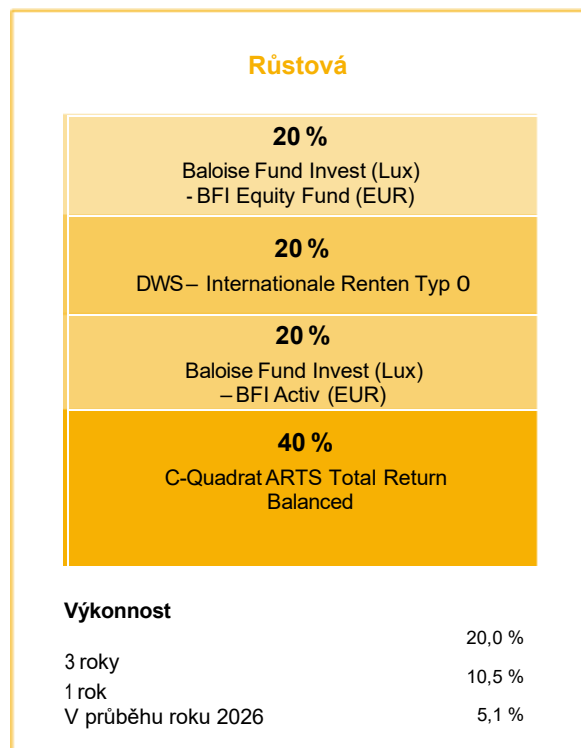 Růstová
20 %
Baloise Fund Invest (Lux)
- BFI Equity Fund (EUR)
20 %
DWS – Internationale Renten Typ O
20 %
Baloise Fund Invest (Lux)
– BFI Activ (EUR)
40 %
C-Quadrat ARTS Total Return
Balanced
Výkonnost
20,0 %
3 roky
10,5 %
1 rok
V průběhu roku 2026 5,1 %